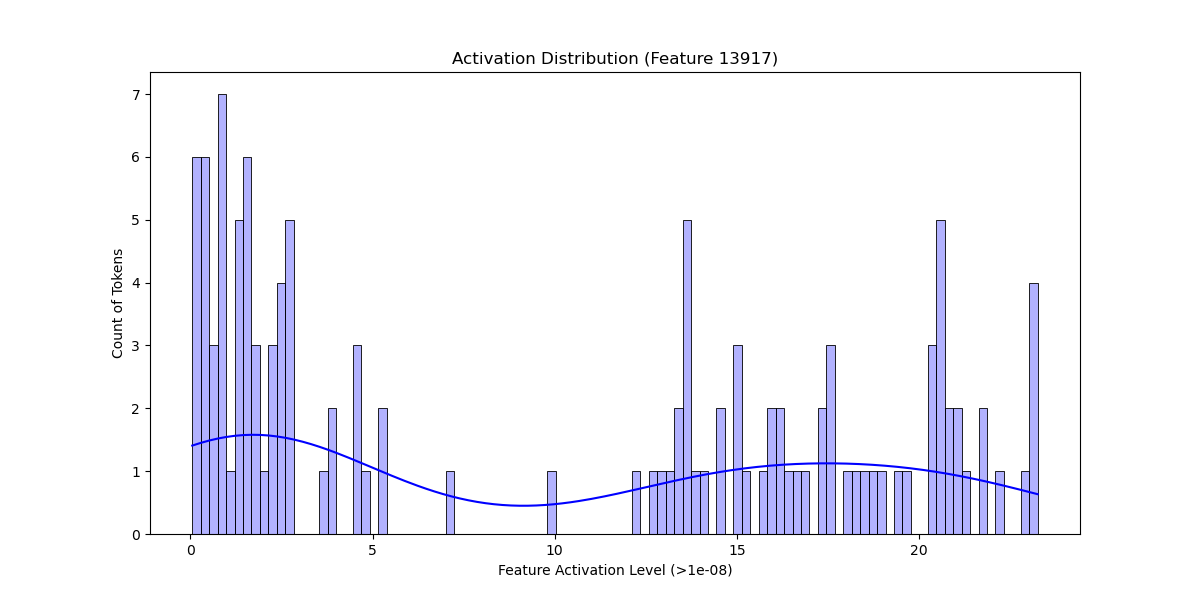 Activation Distribution (Feature 13917)
7
6
5
4
3
2
1
0
Count of Tokens
0 5 10 15 20
Feature Activation Level (>1e-08)